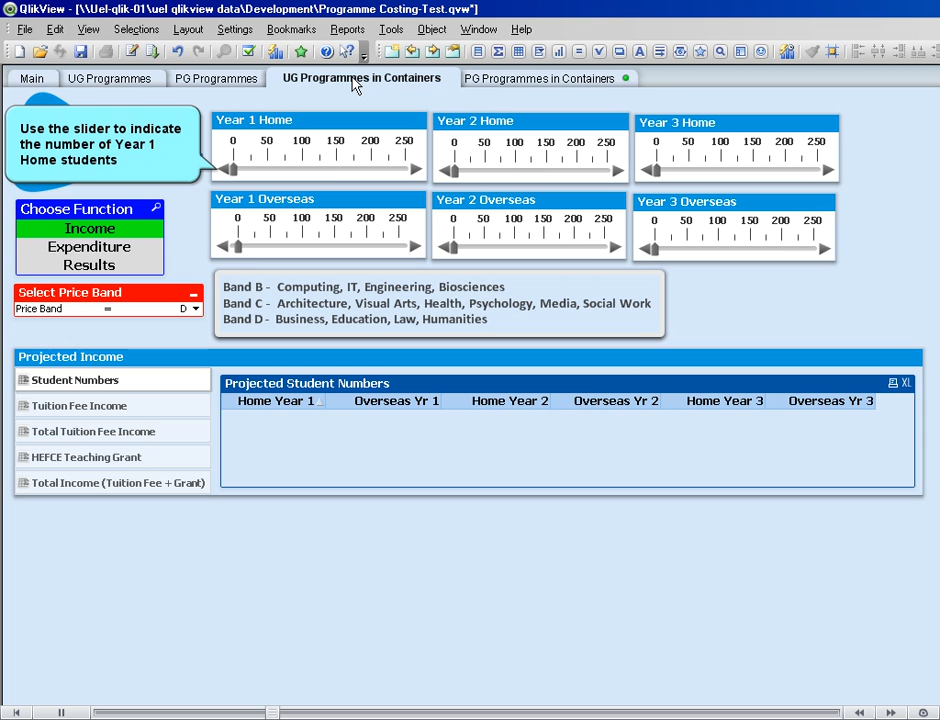 QlikView - [\\Uel-qlik-01\uel qlikview data\Development\Programme Costing-Test.qvw*]
File Edit View Selections Layout Settings Bookmarks Reports Tools Object Window Help
Main UG Programmes PG Programmes UG Programmes in Containers PG Programmes in Containers
Use the slider to indicate
the number of Year 1
Home students
Year 1 Home
0 50 100 150 200 250
Year 2 Home
0 50 100 150 200 250
Year 3 Home
0 50 100 150 200 250
Year 1 Overseas
0 50 100 150 200 250
Year 2 Overseas
0 50 100 150 200 250
Year 3 Overseas
0 50 100 150 200 250
Choose Function
Income
Expenditure
Results
Select Price Band
Price Band = D
Band B - Computing, IT, Engineering, Biosciences
Band C - Architecture, Visual Arts, Health, Psychology, Media, Social Work
Band D - Business, Education, Law, Humanities
Projected Income
Student Numbers
Tuition Fee Income
Total Tuition Fee Income
HEFCE Teaching Grant
Total Income (Tuition Fee + Grant)
Projected Student Numbers XL
Home Year 1 Overseas Yr 1 Home Year 2 Overseas Yr 2 Home Year 3 Overseas Yr 3